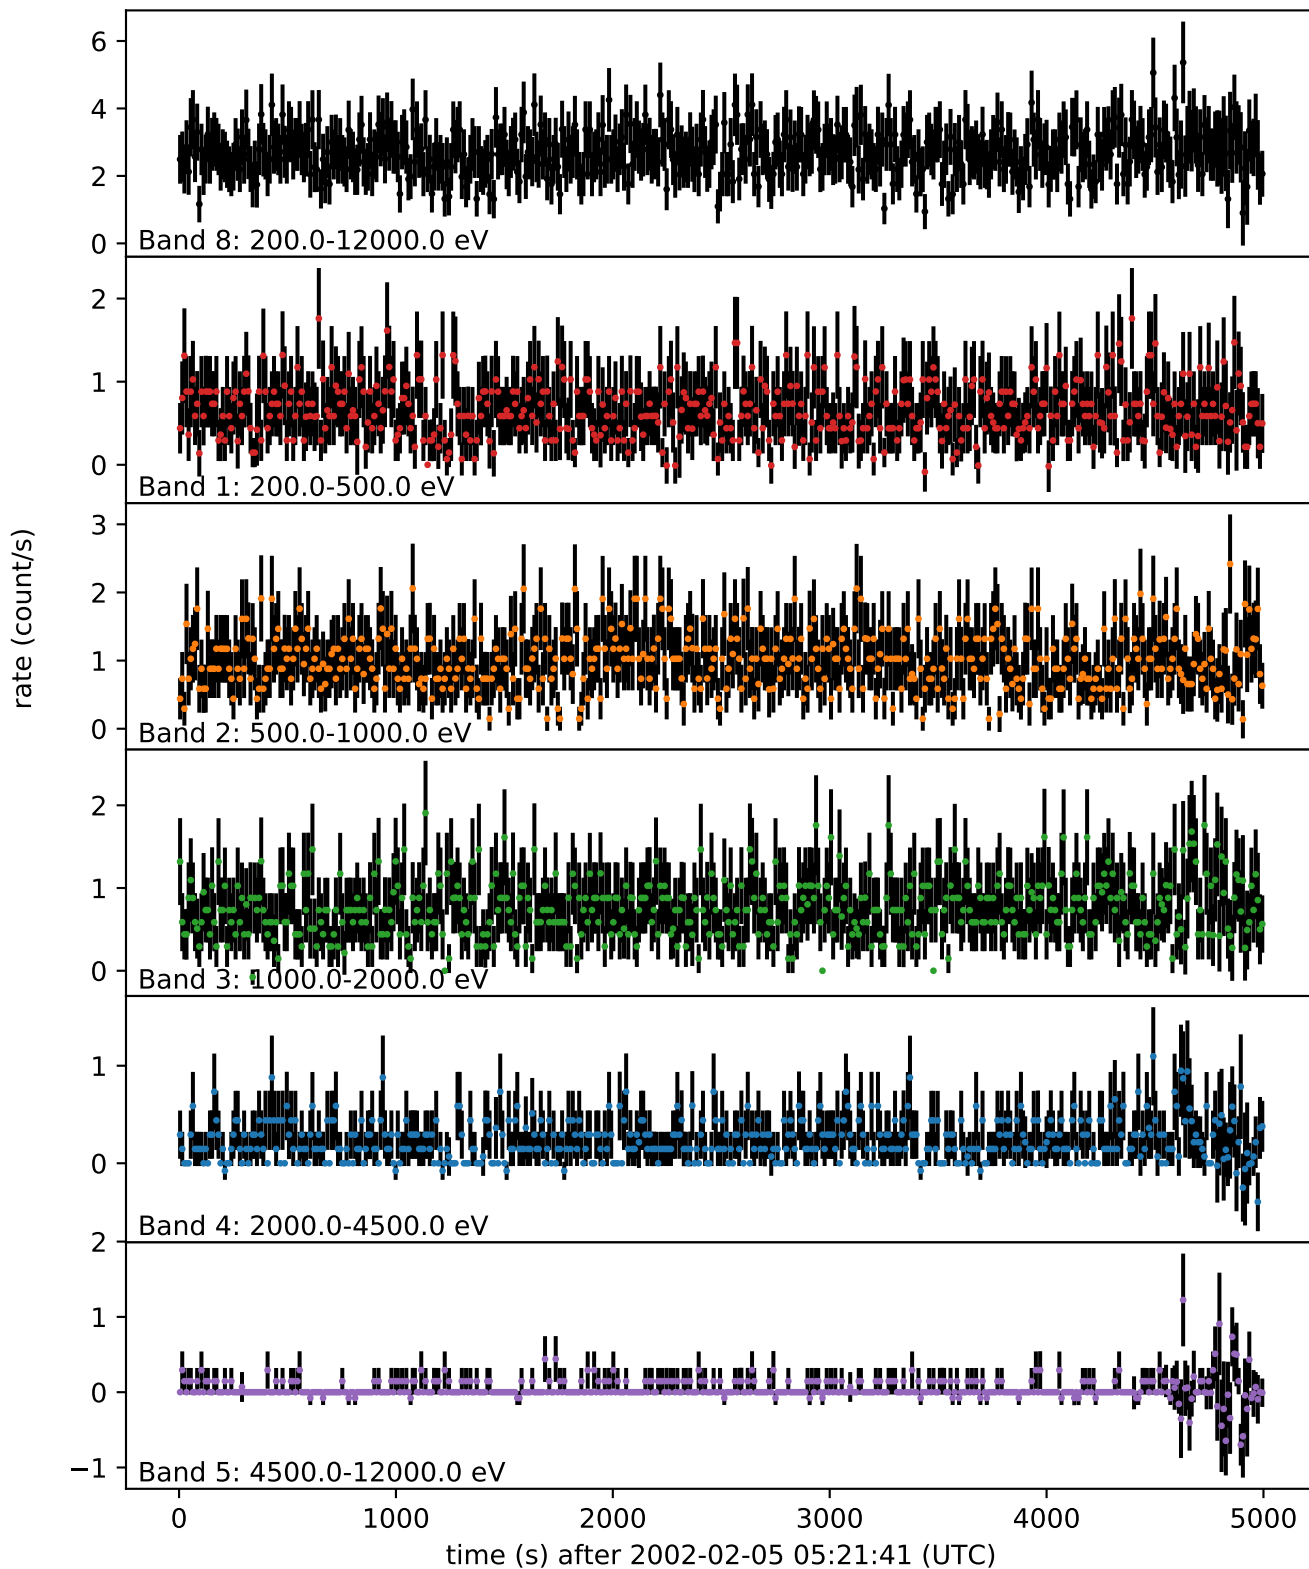 6
4
2
0
Band 8: 200.0-12000.0 eV
2
1
0
Band 1: 200.0-500.0 eV
3
2
1
0
Band 2: 500.0-1000.0 eV
rate (count/s)
2
1
0
Band 3: 1000.0-2000.0 eV
1
0
Band 4: 2000.0-4500.0 eV
2
1
0
−1
Band 5: 4500.0-12000.0 eV
0 1000 2000 3000 4000 5000
time (s) after 2002-02-05 05:21:41 (UTC)